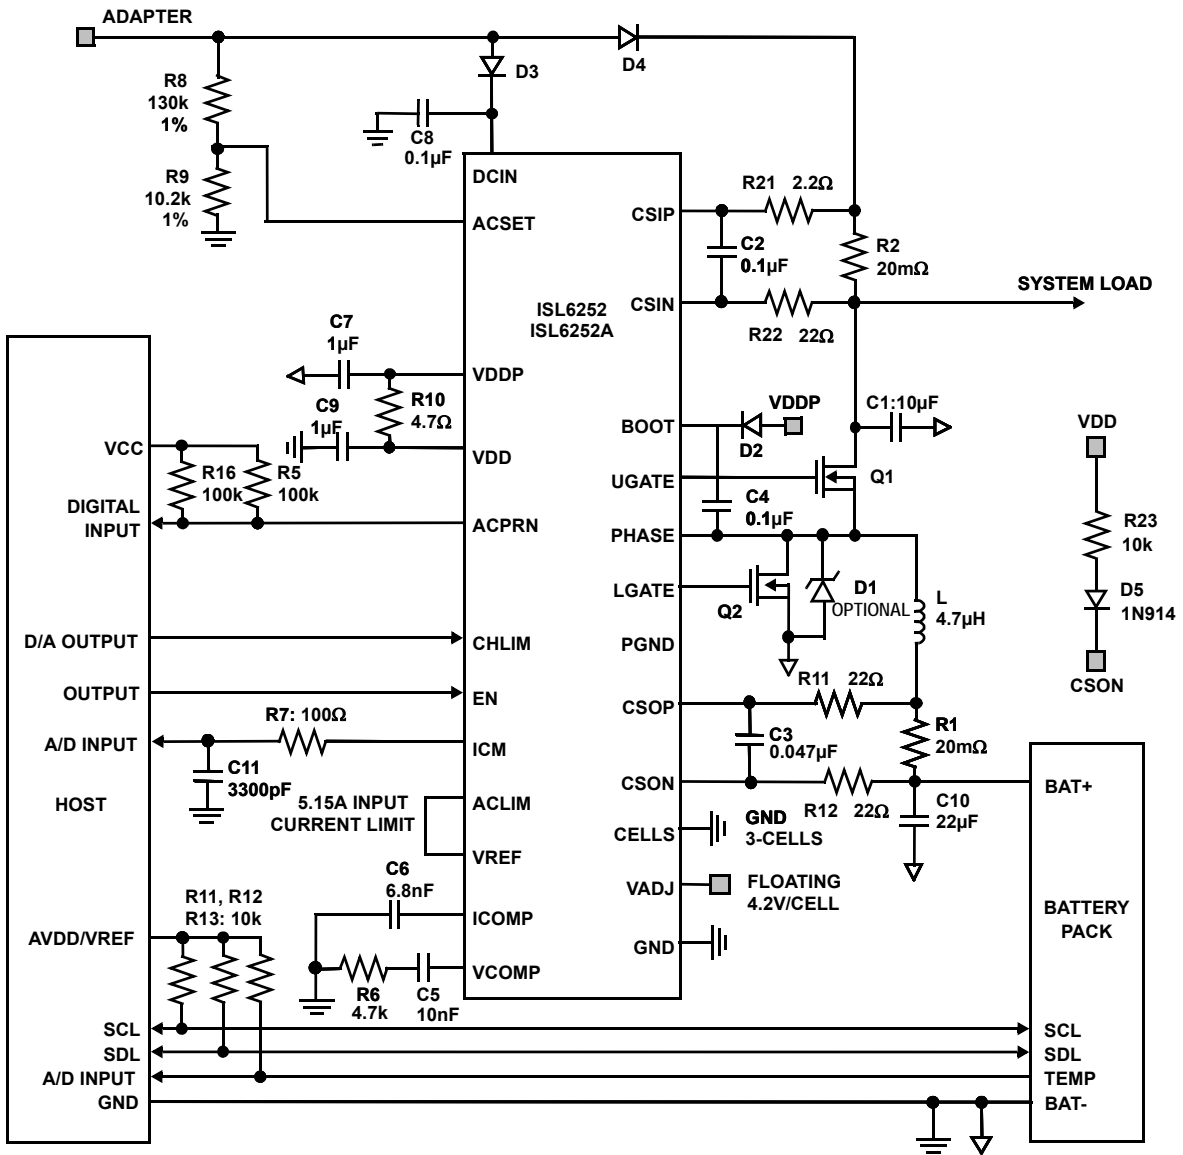 ADAPTER
D3
D4
R8
130k
1%
C8
0.1µF
R9
10.2k
1%
DCIN
ACSET
R21 2.2Ω
CSIP
C2
0.1µF
R2
20mΩ
CSIN
SYSTEM LOAD
ISL6252
ISL6252A
R22 22Ω
C7
1µF
VDDP
R10
4.7Ω
C9
1µF
VDD
VDDP
C1:10µF
BOOT
D2
VDD
VCC
R16
100k
R5
100k
UGATE
Q1
DIGITAL
INPUT
ACPRN
C4
0.1µF
PHASE
R23
10k
LGATE
Q2
D1
OPTIONAL
L
4.7µH
D5
1N914
D/A OUTPUT
CHLIM
PGND
CSON
OUTPUT
EN
R11 22Ω
CSOP
R7: 100Ω
A/D INPUT
ICM
C3
0.047µF
R1
20mΩ
C11
3300pF
CSON
BAT+
HOST
5.15A INPUT
CURRENT LIMIT
ACLIM
R12 22Ω
C10
22µF
CELLS
GND
3-CELLS
VREF
C6
6.8nF
VADJ
FLOATING
4.2V/CELL
R11, R12
R13: 10k
ICOMP
BATTERY
PACK
AVDD/VREF
GND
VCOMP
R6
4.7k
C5
10nF
SCL
SCL
SDL
SDL
A/D INPUT
TEMP
GND
BAT-